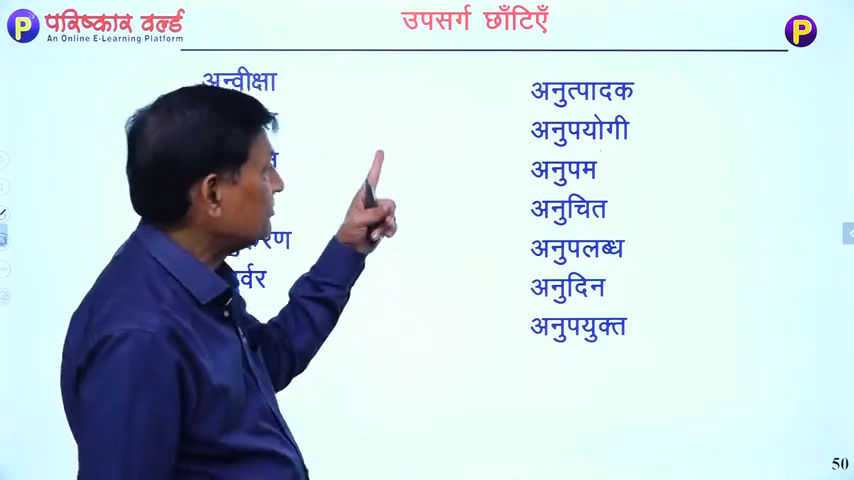 परिष्कार वर्ल्ड
An Online E-Learning Platform
उपसर्ग छाँटिएँ
अन्वीक्षा
अनुत्पादक
अनुपयोगी
अनुपम
अनुचित
अनुपलब्ध
अनुदिन
अनुपयुक्त
50